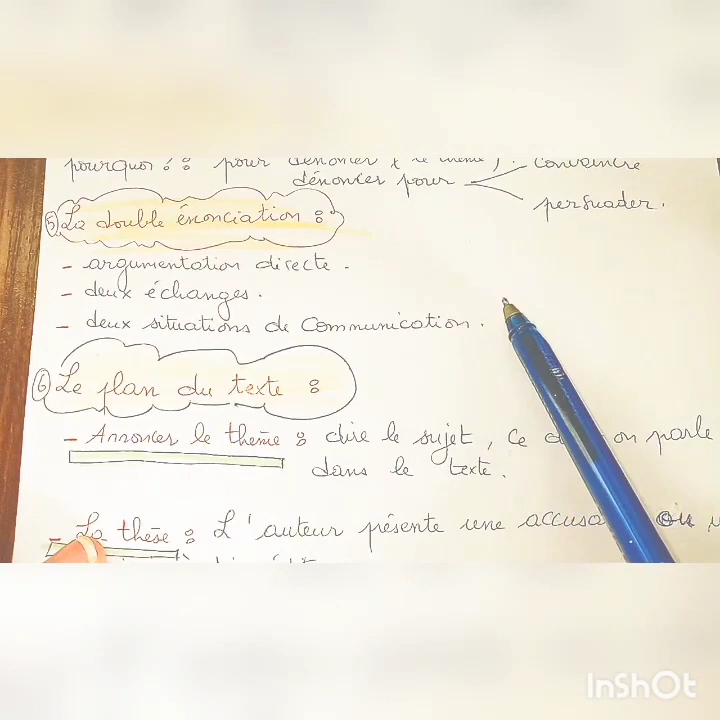 pourquoi : pour dénoncer ( le thème ). convaincre
dénoncer pour
persuader.
5 La double énonciation :
- argumentation directe.
- deux échanges.
- deux situations de communication.
6 Le plan du texte :
- Annoncer le thème : dire le sujet, ce on parle
dans le texte.
- La thèse : L'auteur présente une accusa ou
InShOt